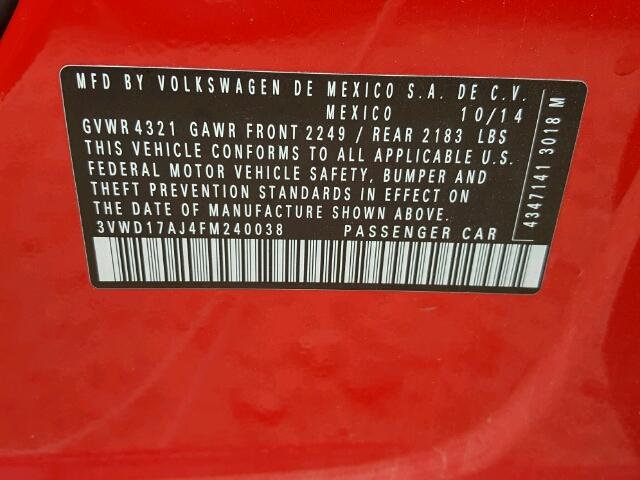 MFD BY VOLKSWAGEN DE MEXICO S.A. DE C.V.
MEXICO 10/14
GVWR 4321 GAWR FRONT 2249 / REAR 2183 LBS
THIS VEHICLE CONFORMS TO ALL APPLICABLE U.S.
FEDERAL MOTOR VEHICLE SAFETY, BUMPER AND
THEFT PREVENTION STANDARDS IN EFFECT ON
THE DATE OF MANUFACTURE SHOWN ABOVE.
3VWD17AJ4FM240038 PASSENGER CAR
4347141 3018 M